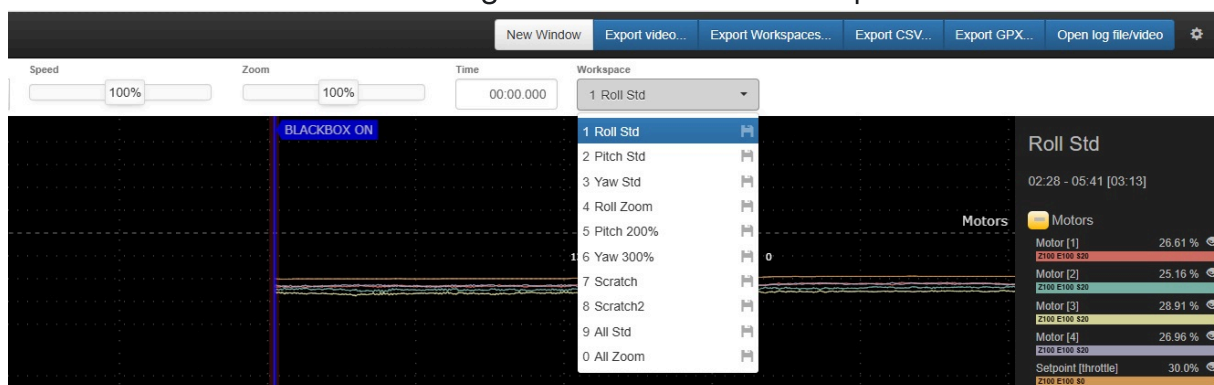 New Window Export video... Export Workspaces... Export CSV... Export GPX... Open log file/video
Speed Zoom Time Workspace
100% 100% 00:00.000 1 Roll Std
BLACKBOX ON
1 Roll Std
2 Pitch Std
3 Yaw Std
4 Roll Zoom
5 Pitch 200%
6 Yaw 300%
7 Scratch
8 Scratch2
9 All Std
0 All Zoom
Motors
0
Roll Std
02:28 - 05:41 [03:13]
Motors
Motor [1] 26.61 %
Z100 E100 S20
Motor [2] 25.16 %
Z100 E100 S20
Motor [3] 28.91 %
Z100 E100 S20
Motor [4] 26.96 %
Z100 E100 S20
Setpoint [throttle] 30.0%
Z100 E100 S0